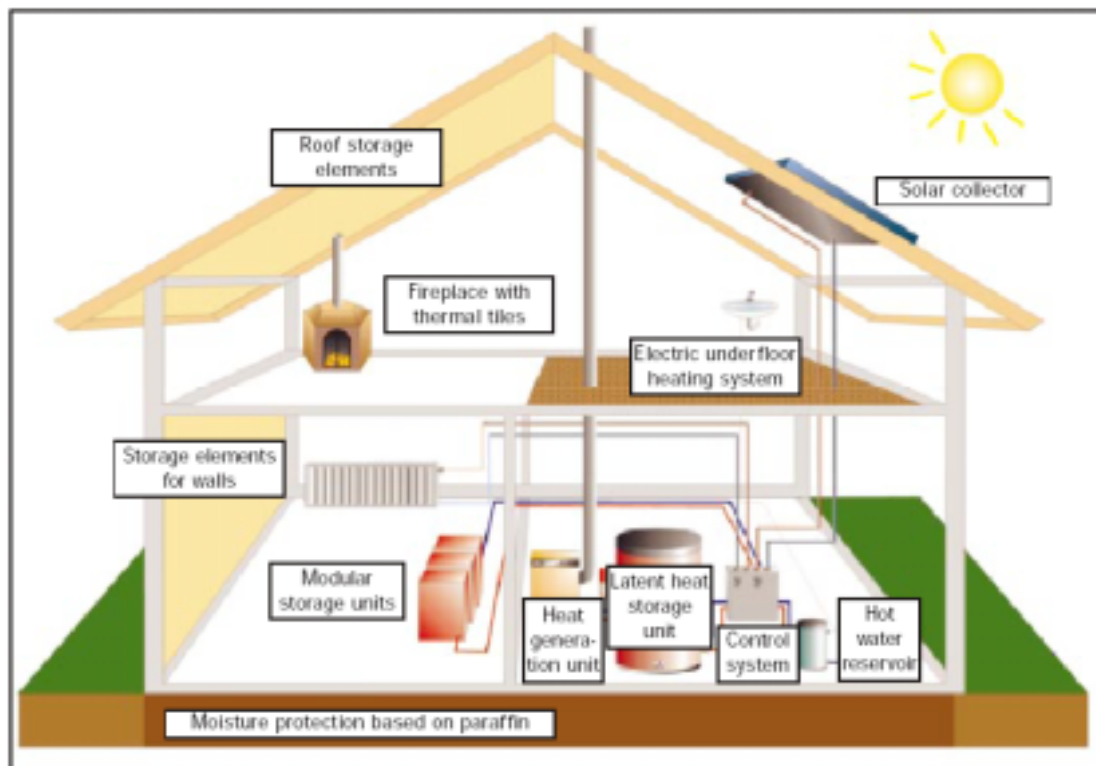 Roof storage
elements
Solar collector
Fireplace with
thermal tiles
Electric underfloor
heating system
Storage elements
for walls
Modular
storage units
Heat
genera-
tion unit
Latent heat
storage
unit
Control
system
Hot
water
reservoir
Moisture protection based on paraffin